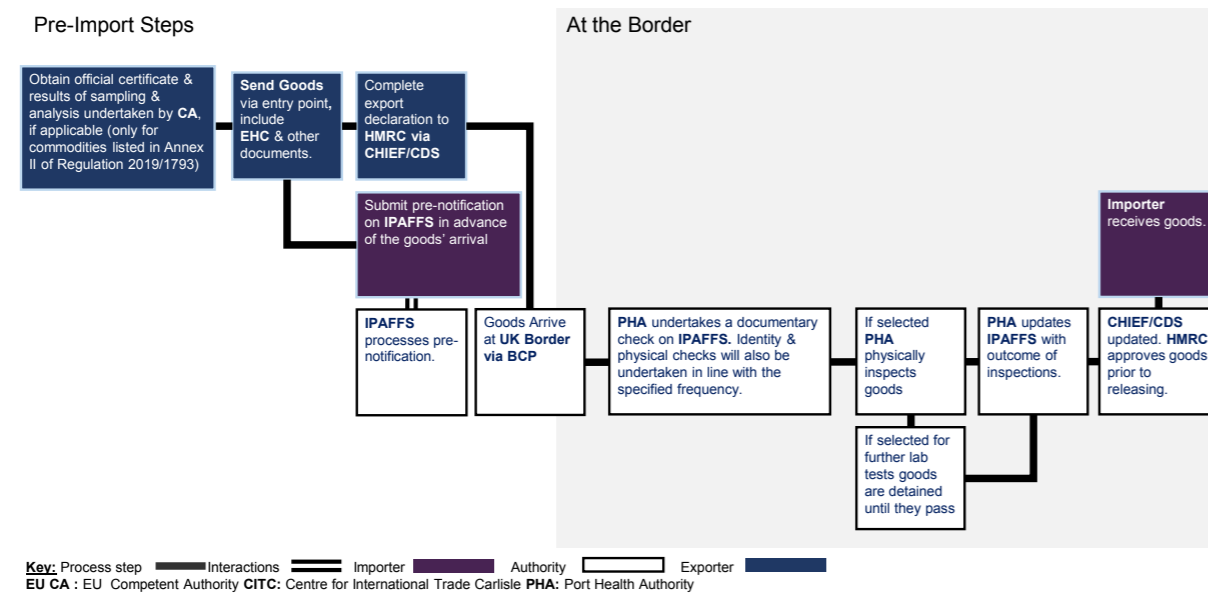 Pre-Import Steps
At the Border
Obtain official certificate &
results of sampling &
analysis undertaken by CA,
if applicable (only for
commodities listed in Annex
II of Regulation 2019/1793)
Send Goods
via entry point,
include
EHC & other
documents.
Complete
export
declaration to
HMRC via
CHIEF/CDS
Submit pre-notification
on IPAFFS in advance
of the goods' arrival
Importer
receives goods.
IPAFFS
processes pre-
notification.
Goods Arrive
at UK Border
via BCP
PHA undertakes a documentary
check on IPAFFS. Identity &
physical checks will also be
undertaken in line with the
specified frequency.
If selected
PHA
physically
inspects
goods
PHA updates
IPAFFS with
outcome of
inspections.
CHIEF/CDS
updated. HMRC
approves goods
prior to
releasing.
If selected for
further lab
tests goods
are detained
until they pass
Key: Process step Interactions Importer Authority Exporter
EU CA : EU Competent Authority CITC: Centre for International Trade Carlisle PHA: Port Health Authority